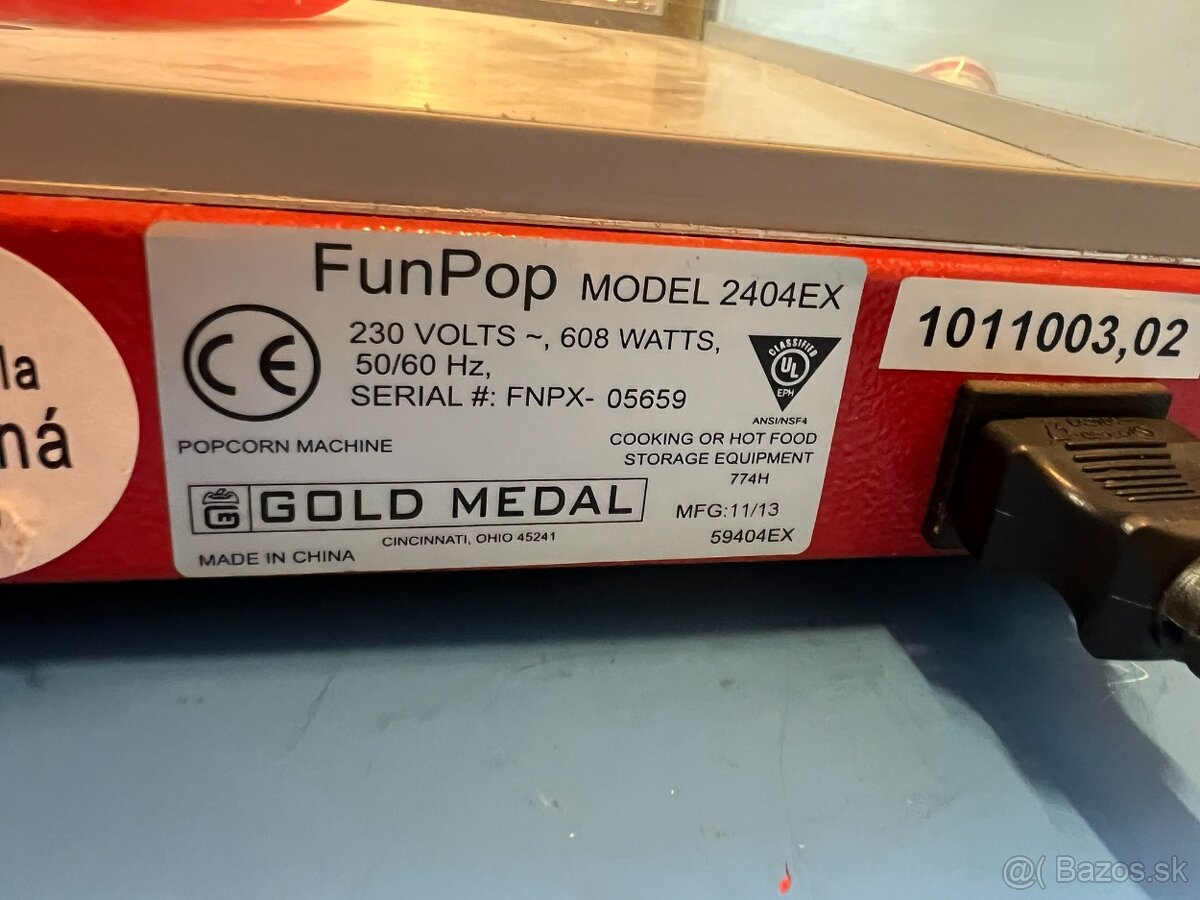 FunPop MODEL 2404EX
CE
230 VOLTS ~, 608 WATTS,
50/60 Hz,
SERIAL #: FNPX- 05659
CLASSIFIED
UL
EPH
ANSI/NSF4
POPCORN MACHINE
COOKING OR HOT FOOD
STORAGE EQUIPMENT
774H
GOLD MEDAL
MFG:11/13
CINCINNATI, OHIO 45241
59404EX
MADE IN CHINA
1011003,02
la
ná
@( Bazos.sk